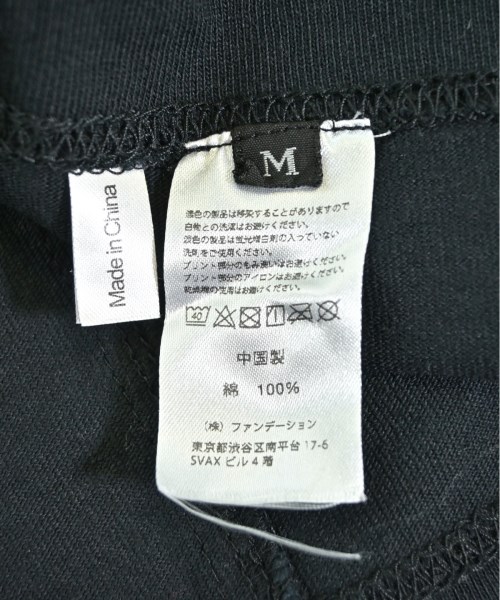 Made in China
M
濃色の製品は移染することがありますので
白物との洗濯はお避けください。
淡色の製品は蛍光増白剤の入っていない
洗剤をご使用ください。
プリント部分のもみ洗いはお避けください。
プリント部分のアイロンはお避けください。
乾燥機の使用はお避けください。
40
中国製
綿 100%
(株) ファンデーション
東京都渋谷区南平台17-6
SVAX ビル4階